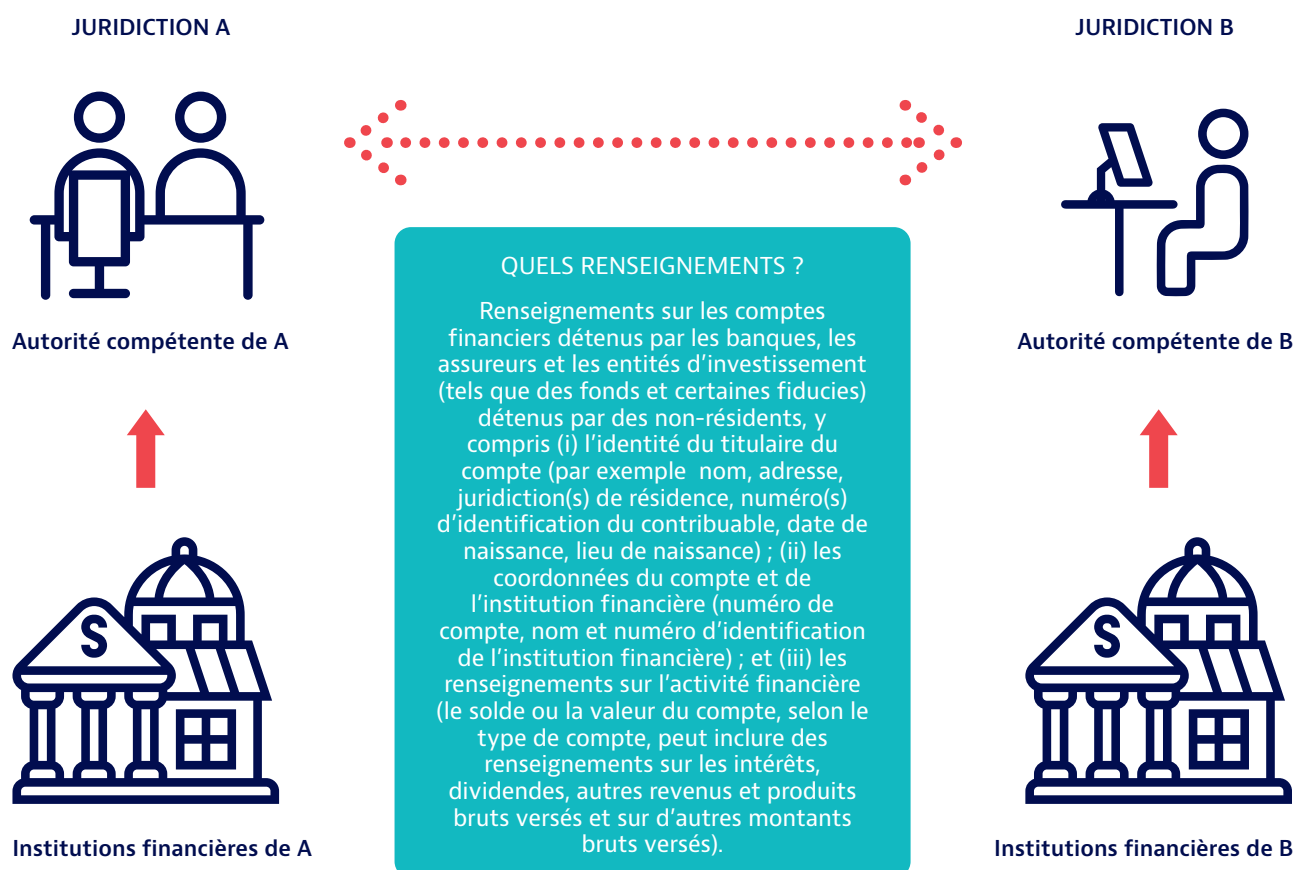 JURIDICTION A
JURIDICTION B
Autorité compétente de A
Autorité compétente de B
QUELS RENSEIGNEMENTS ?
Renseignements sur les comptes
financiers détenus par les banques, les
assureurs et les entités d'investissement
(tels que des fonds et certaines fiducies)
détenus par des non-résidents, y
compris (i) l'identité du titulaire du
compte (par exemple  nom, adresse,
juridiction(s) de résidence, numéro(s)
d'identification du contribuable, date de
naissance, lieu de naissance) ; (ii) les
coordonnées du compte et de
l'institution financière (numéro de
compte, nom et numéro d'identification
de l'institution financière) ; et (iii) les
renseignements sur l'activité financière
(le solde ou la valeur du compte, selon le
type de compte, peut inclure des
renseignements sur les intérêts,
dividendes, autres revenus et produits
bruts versés et sur d'autres montants
bruts versés).
S
S
Institutions financières de A
Institutions financières de B